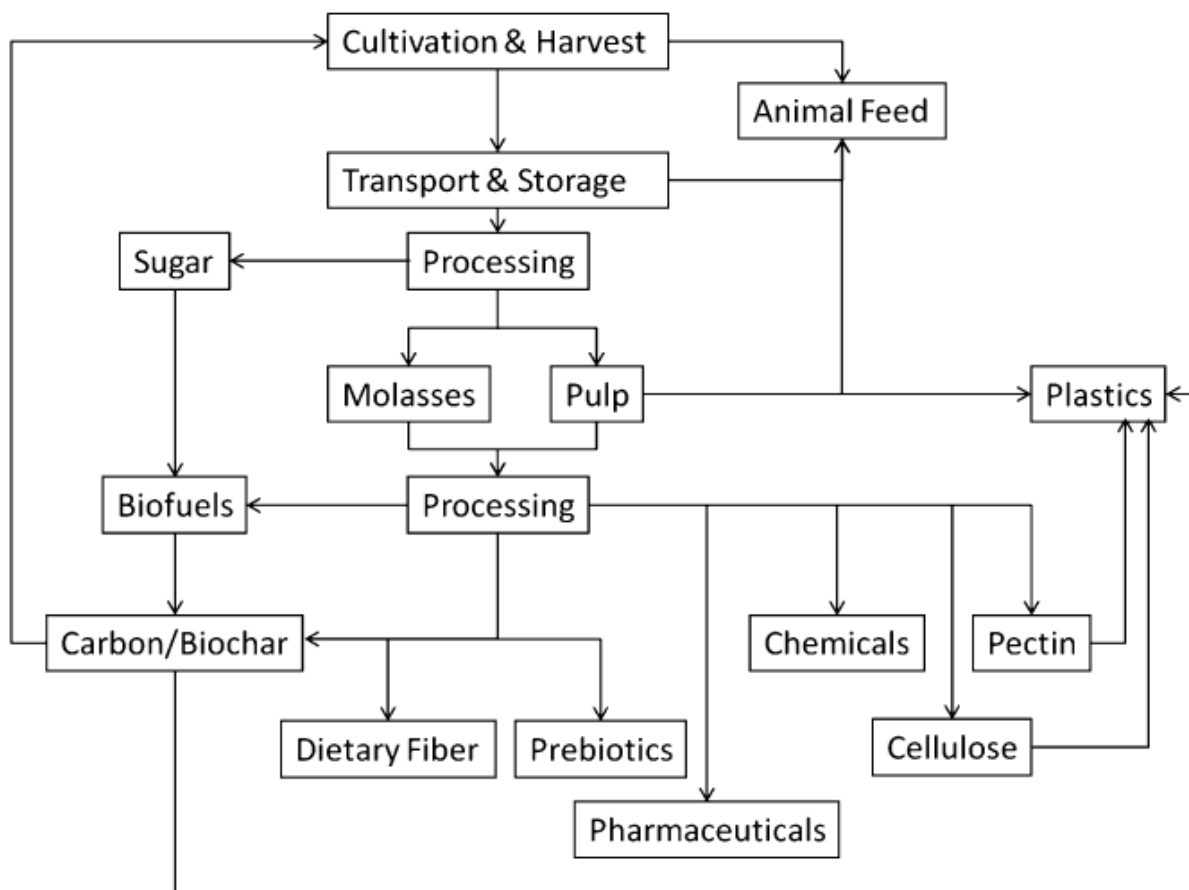 Cultivation & Harvest
Animal Feed
Transport & Storage
Sugar
Processing
Molasses
Pulp
Plastics
Biofuels
Processing
Carbon/Biochar
Chemicals
Pectin
Dietary Fiber
Prebiotics
Cellulose
Pharmaceuticals